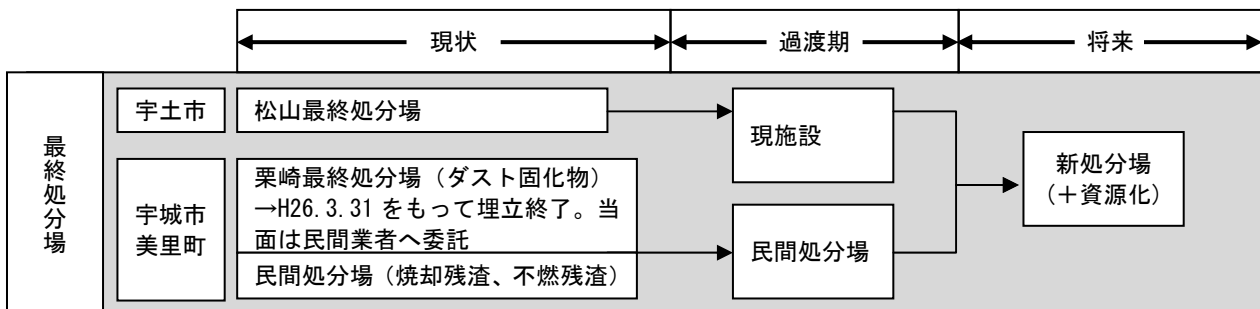 現状
過渡期
将来
最終処分場
宇土市
松山最終処分場
現施設
新処分場
（＋資源化）
宇城市
美里町
栗崎最終処分場（ダスト固化物）
→H26.3.31 をもって埋立終了。当
面は民間業者へ委託
民間処分場（焼却残渣、不燃残渣）
民間処分場